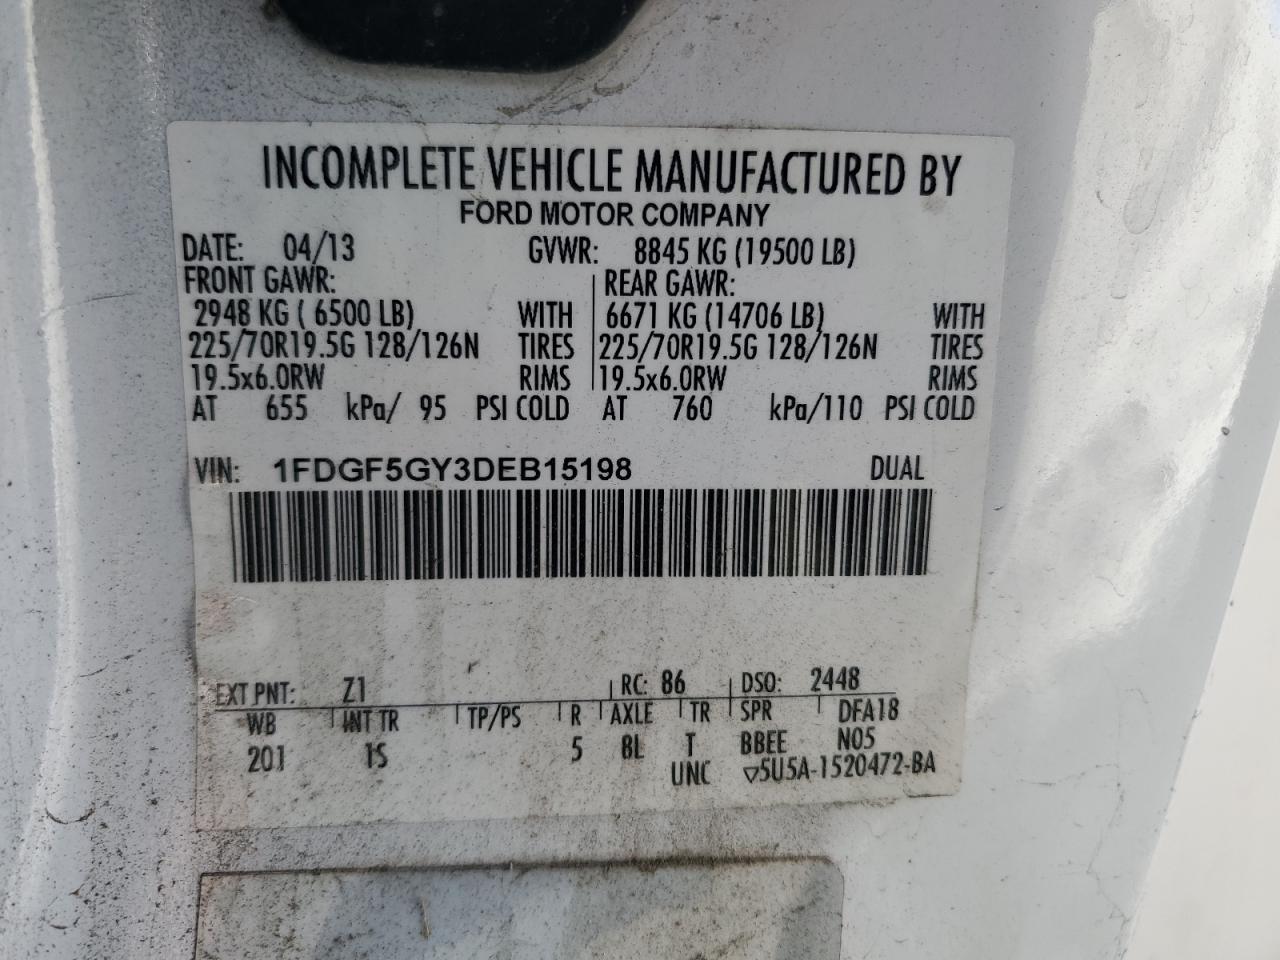 INCOMPLETE VEHICLE MANUFACTURED BY
FORD MOTOR COMPANY
DATE: 04/13 GVWR: 8845 KG (19500 LB)
FRONT GAWR: REAR GAWR:
2948 KG ( 6500 LB) WITH 6671 KG (14706 LB) WITH
225/70R19.5G 128/126N TIRES 225/70R19.5G 128/126N TIRES
19.5x6.0RW RIMS 19.5x6.0RW RIMS
AT 655 kPa/ 95 PSI COLD AT 760 kPa/110 PSI COLD
VIN: 1FDGF5GY3DEB15198 DUAL
EXT PNT: Z1 RC: 86 DSO: 2448
WB INT TR TP/PS R AXLE TR SPR DFA18
201 1S 5 8L T BBEE N05
UNC ▽5U5A-1520472-BA